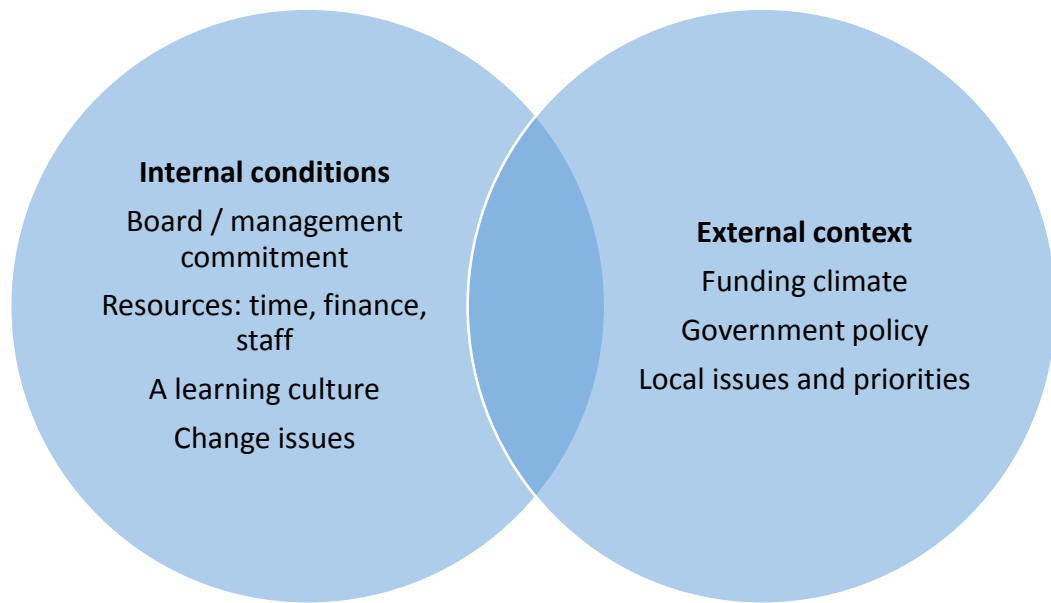 Internal conditions
Board / management
commitment
Resources: time, finance,
staff
A learning culture
Change issues
External context
Funding climate
Government policy
Local issues and priorities